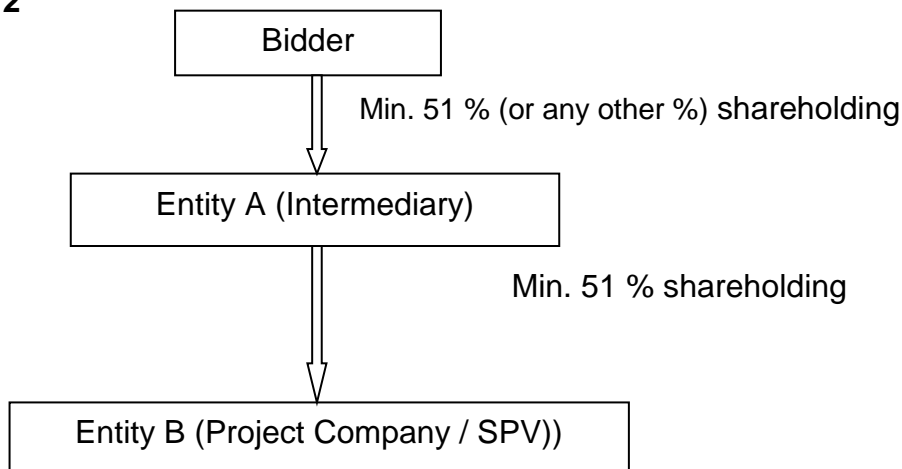 2
Bidder
Min. 51 % (or any other %) shareholding
Entity A (Intermediary)
Min. 51 % shareholding
Entity B (Project Company / SPV))